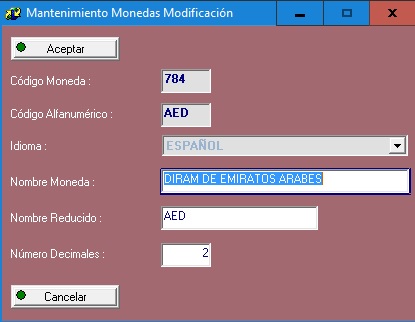 Mantenimiento Monedas Modificación
Aceptar
Código Moneda : 784
Código Alfanumérico : AED
Idioma : ESPAÑOL
Nombre Moneda : DIRAM DE EMIRATOS ARABES
Nombre Reducido : AED
Número Decimales : 2
Cancelar